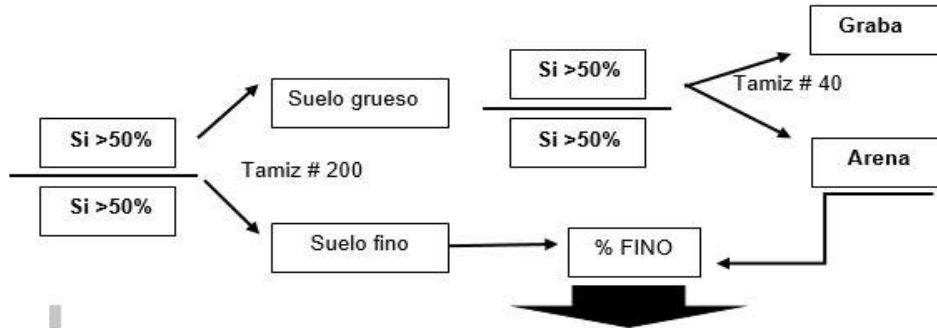 Graba
Si >50%
Tamiz # 40
Suelo grueso
Si >50%
Si >50%
Arena
Tamiz # 200
Si >50%
Suelo fino
% FINO